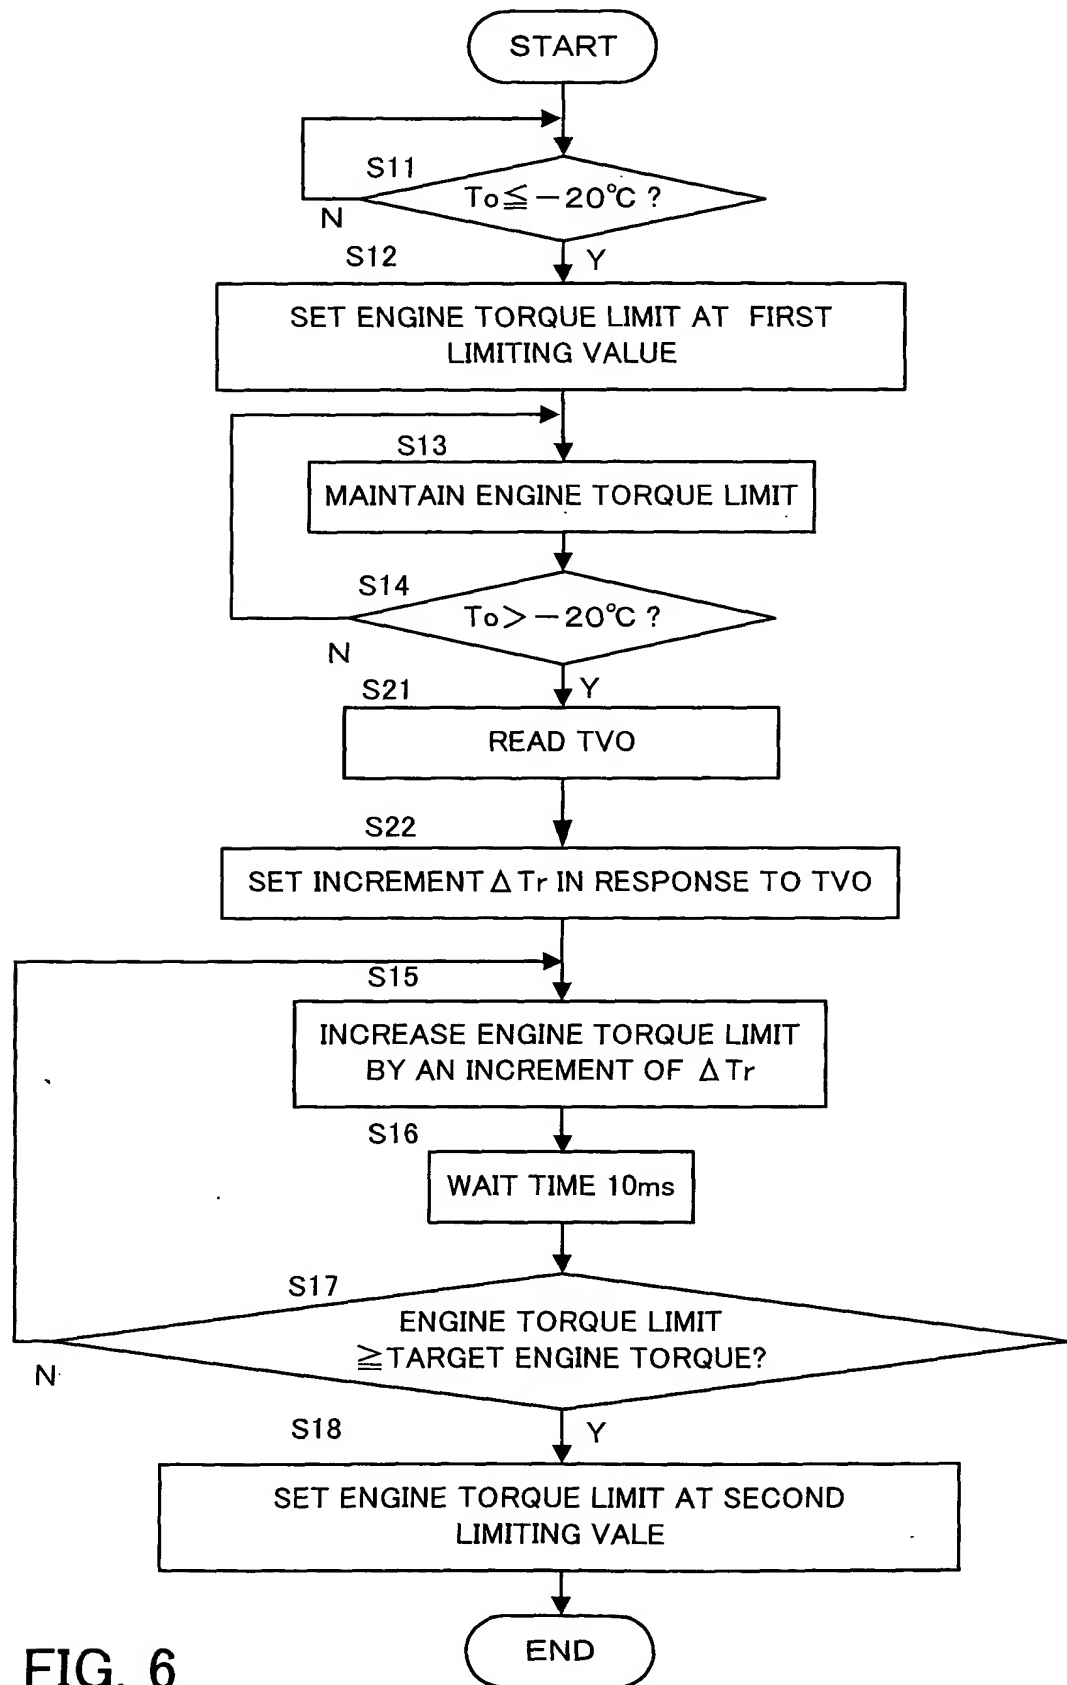 START
S11
To≦−20℃ ?
N
Y
S12
SET ENGINE TORQUE LIMIT AT FIRST
LIMITING VALUE
S13
MAINTAIN ENGINE TORQUE LIMIT
S14
To>−20℃ ?
N
Y
S21
READ TVO
S22
SET INCREMENT △Tr IN RESPONSE TO TVO
S15
INCREASE ENGINE TORQUE LIMIT
BY AN INCREMENT OF △Tr
S16
WAIT TIME 10ms
S17
ENGINE TORQUE LIMIT
≧TARGET ENGINE TORQUE?
N
Y
S18
SET ENGINE TORQUE LIMIT AT SECOND
LIMITING VALE
END
FIG. 6